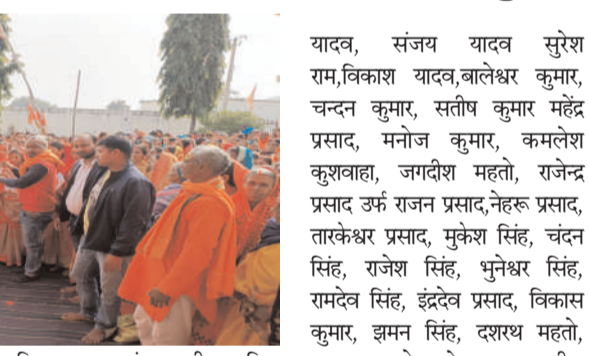 यादव, संजय यादव सुरेश
राम,विकाश यादव,बालेश्वर कुमार,
चन्दन कुमार, सतीष कुमार महेंद्र
प्रसाद, मनोज कुमार, कमलेश
कुशवाहा, जगदीश महतो, राजेन्द्र
प्रसाद उर्फ राजन प्रसाद,नेहरू प्रसाद,
तारकेश्वर प्रसाद, मुकेश सिंह, चंदन
सिंह, राजेश सिंह, भुनेश्वर सिंह,
रामदेव सिंह, इंद्रदेव प्रसाद, विकास
कुमार, झमन सिंह, दशरथ महतो,